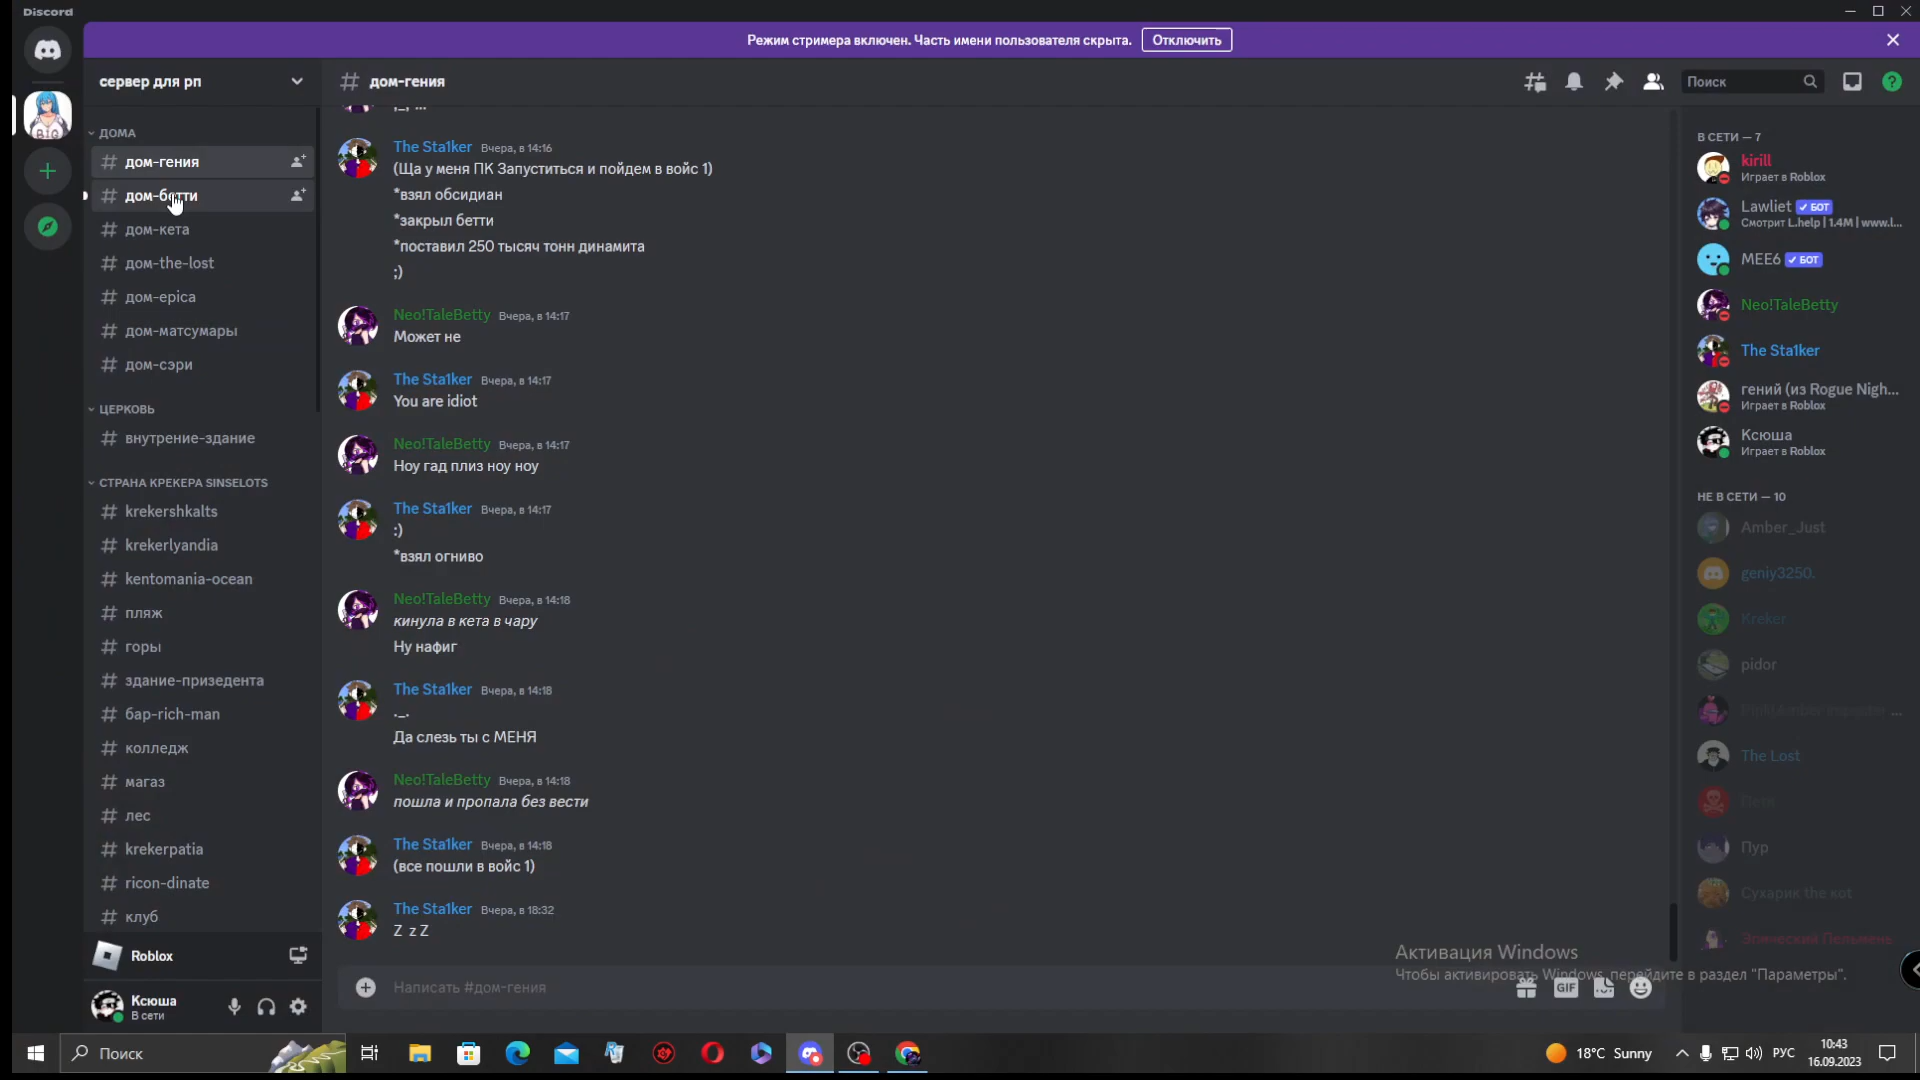 Discord
Режим стримера включен. Часть имени пользователя скрыта.
Отключить
сервер для рп
ДОМА
дом-гения
дом-бетти
дом-кета
дом-the-lost
дом-epica
дом-матсумары
дом-сэри
ЦЕРКОВЬ
внутрение-здание
СТРАНА КРЕКЕРА SINSELOTS
krekershkalts
krekerlyandia
kentomania-ocean
пляж
горы
здание-призедента
бар-rich-man
колледж
магаз
лес
krekerpatia
ricon-dinate
клуб
Roblox
Ксюша
В сети
дом-гения
Поиск
The Sta1ker Вчера, в 14:16
(Ща у меня ПК Запуститься и пойдем в войс 1)
*взял обсидиан
*закрыл бетти
*поставил 250 тысяч тонн динамита
;)
Neo!TaleBetty Вчера, в 14:17
Может не
The Sta1ker Вчера, в 14:17
You are idiot
Neo!TaleBetty Вчера, в 14:17
Ноу гад плиз ноу ноу
The Sta1ker Вчера, в 14:17
:)
*взял огниво
Neo!TaleBetty Вчера, в 14:18
кинула в кета в чару
Ну нафиг
The Sta1ker Вчера, в 14:18
._.
Да слезь ты с МЕНЯ
Neo!TaleBetty Вчера, в 14:18
пошла и пропала без вести
The Sta1ker Вчера, в 14:18
(все пошли в войс 1)
The Sta1ker Вчера, в 18:32
Z z Z
Написать #дом-гения
GIF
В СЕТИ — 7
kirill
Играет в Roblox
Lawliet ✓ БОТ
Смотрит L.help | 1.4M | www.l...
MEE6 ✓ БОТ
Neo!TaleBetty
The Sta1ker
гений (из Rogue Nigh...
Играет в Roblox
Ксюша
Играет в Roblox
НЕ В СЕТИ — 10
Amber_Just
geniy3250.
Kreker
pidor
The Lost
Пур
Сухарик the кот
Эпический Пельмень
Активация Windows
Чтобы активировать Windows, перейдите в раздел "Параметры".
Поиск
18°C Sunny
РУС
10:43
16.09.2023